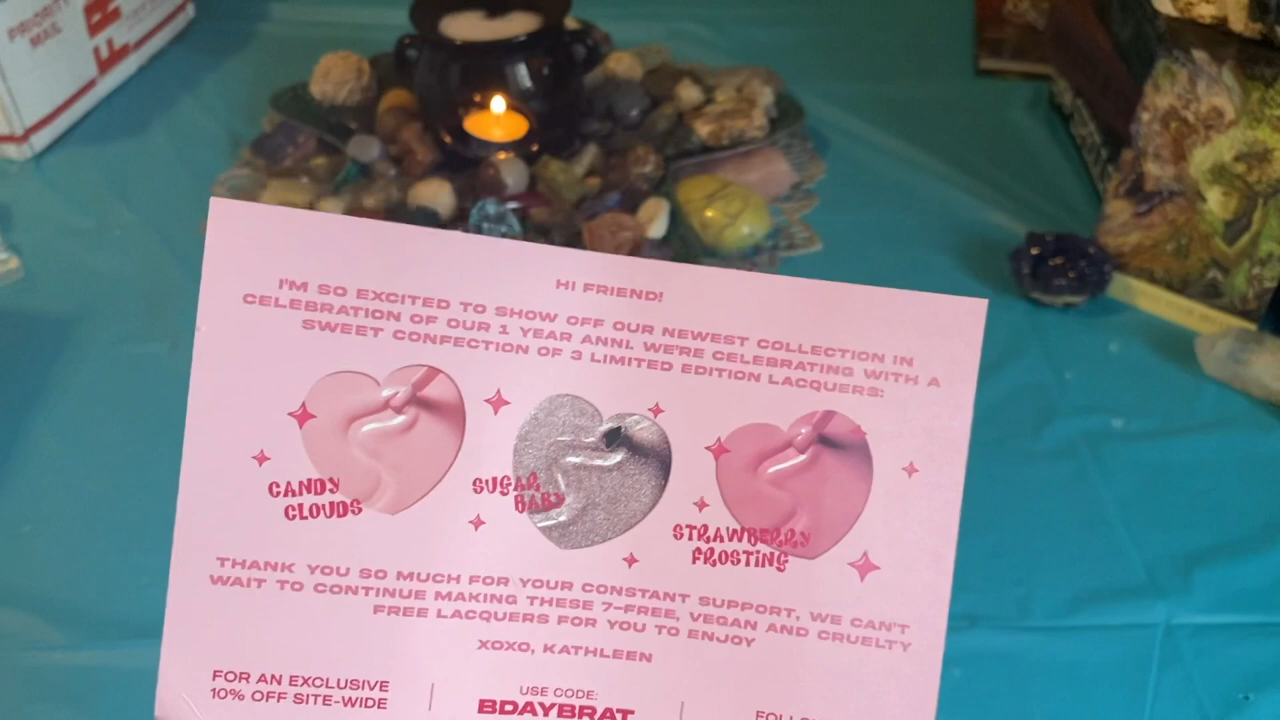 PRIORITY
MAIL
HI FRIEND!
I'M SO EXCITED TO SHOW OFF OUR NEWEST COLLECTION IN
CELEBRATION OF OUR 1 YEAR ANNI. WE'RE CELEBRATING WITH A
SWEET CONFECTION OF 3 LIMITED EDITION LACQUERS:
CANDY
CLOUDS
SUGAR
BABY
STRAWBERRY
FROSTING
THANK YOU SO MUCH FOR YOUR CONSTANT SUPPORT, WE CAN'T
WAIT TO CONTINUE MAKING THESE 7-FREE, VEGAN AND CRUELTY
FREE LACQUERS FOR YOU TO ENJOY
XOXO, KATHLEEN
FOR AN EXCLUSIVE
10% OFF SITE-WIDE
USE CODE:
BDAYBRAT